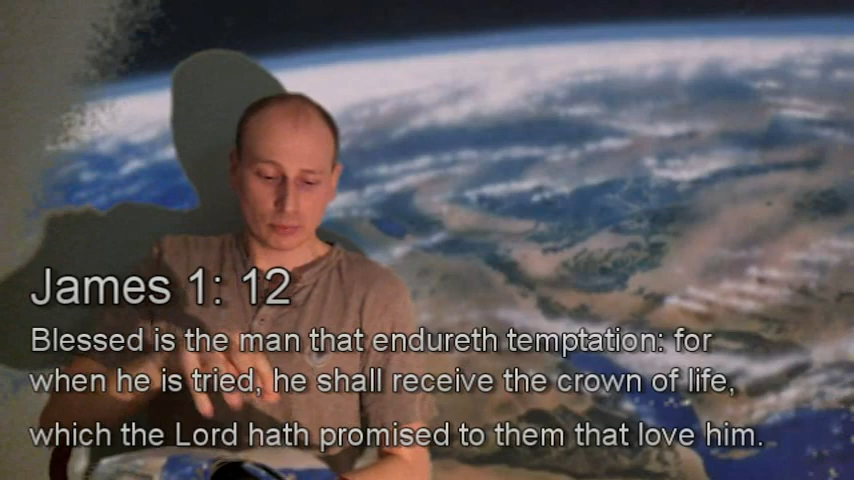 James 1: 12
Blessed is the man that endureth temptation: for
when he is tried, he shall receive the crown of life,
which the Lord hath promised to them that love him.